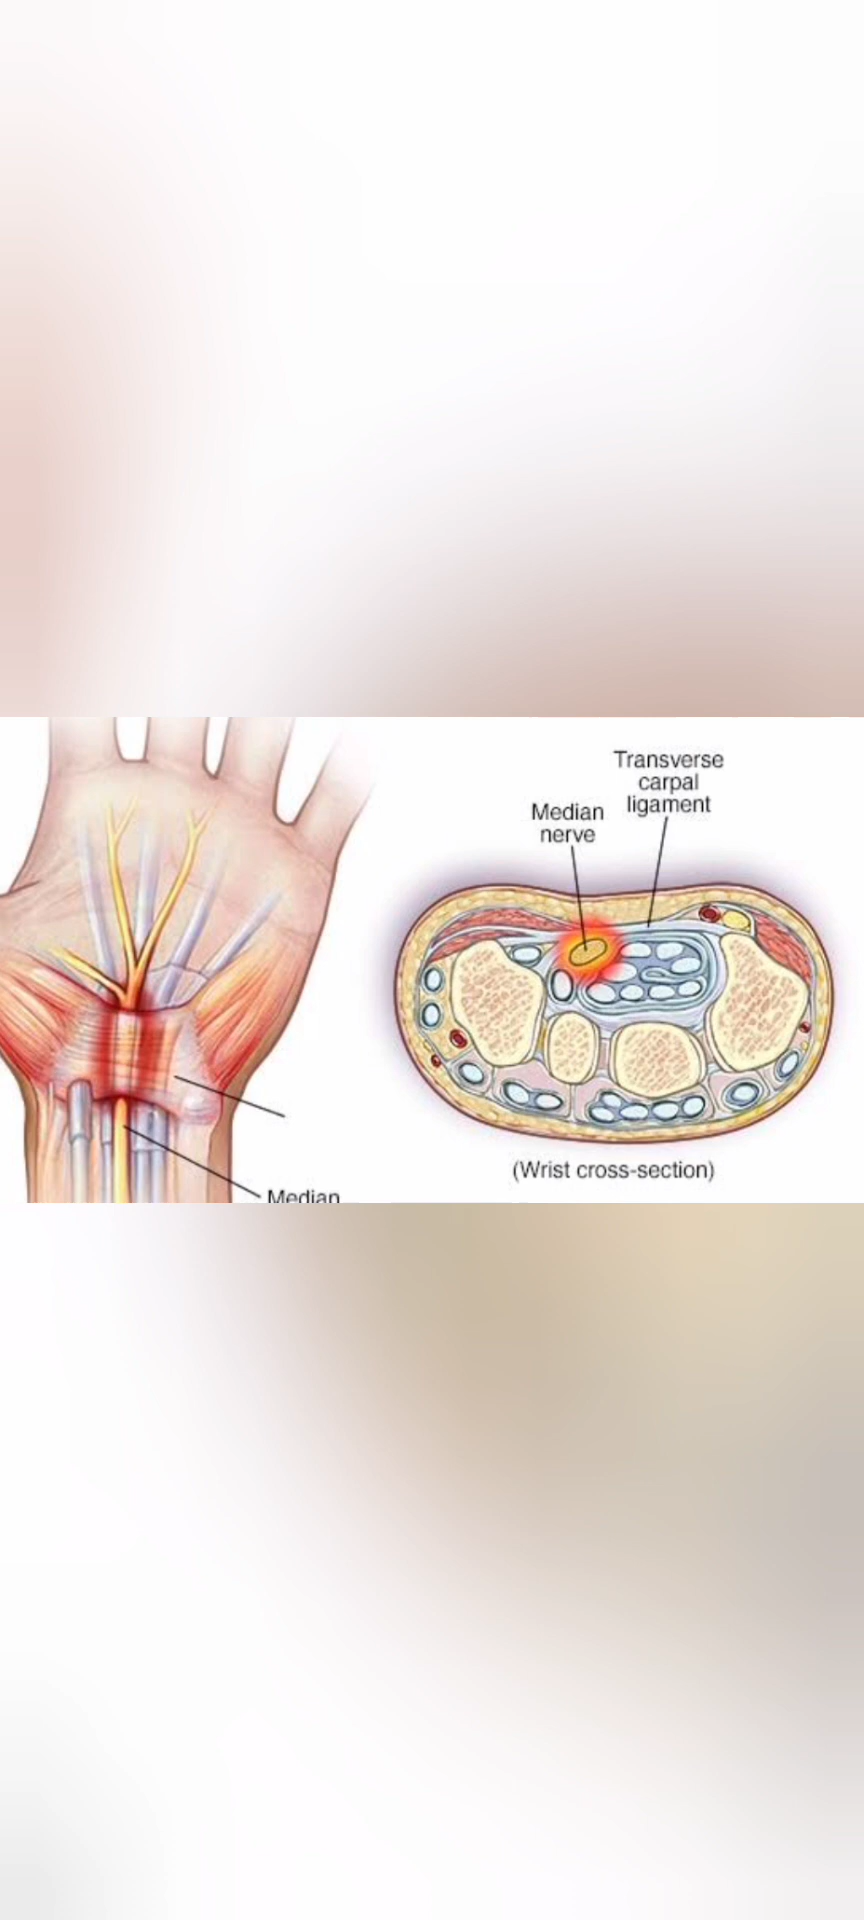 Transverse
carpal
ligament
Median
nerve
(Wrist cross-section)
Median